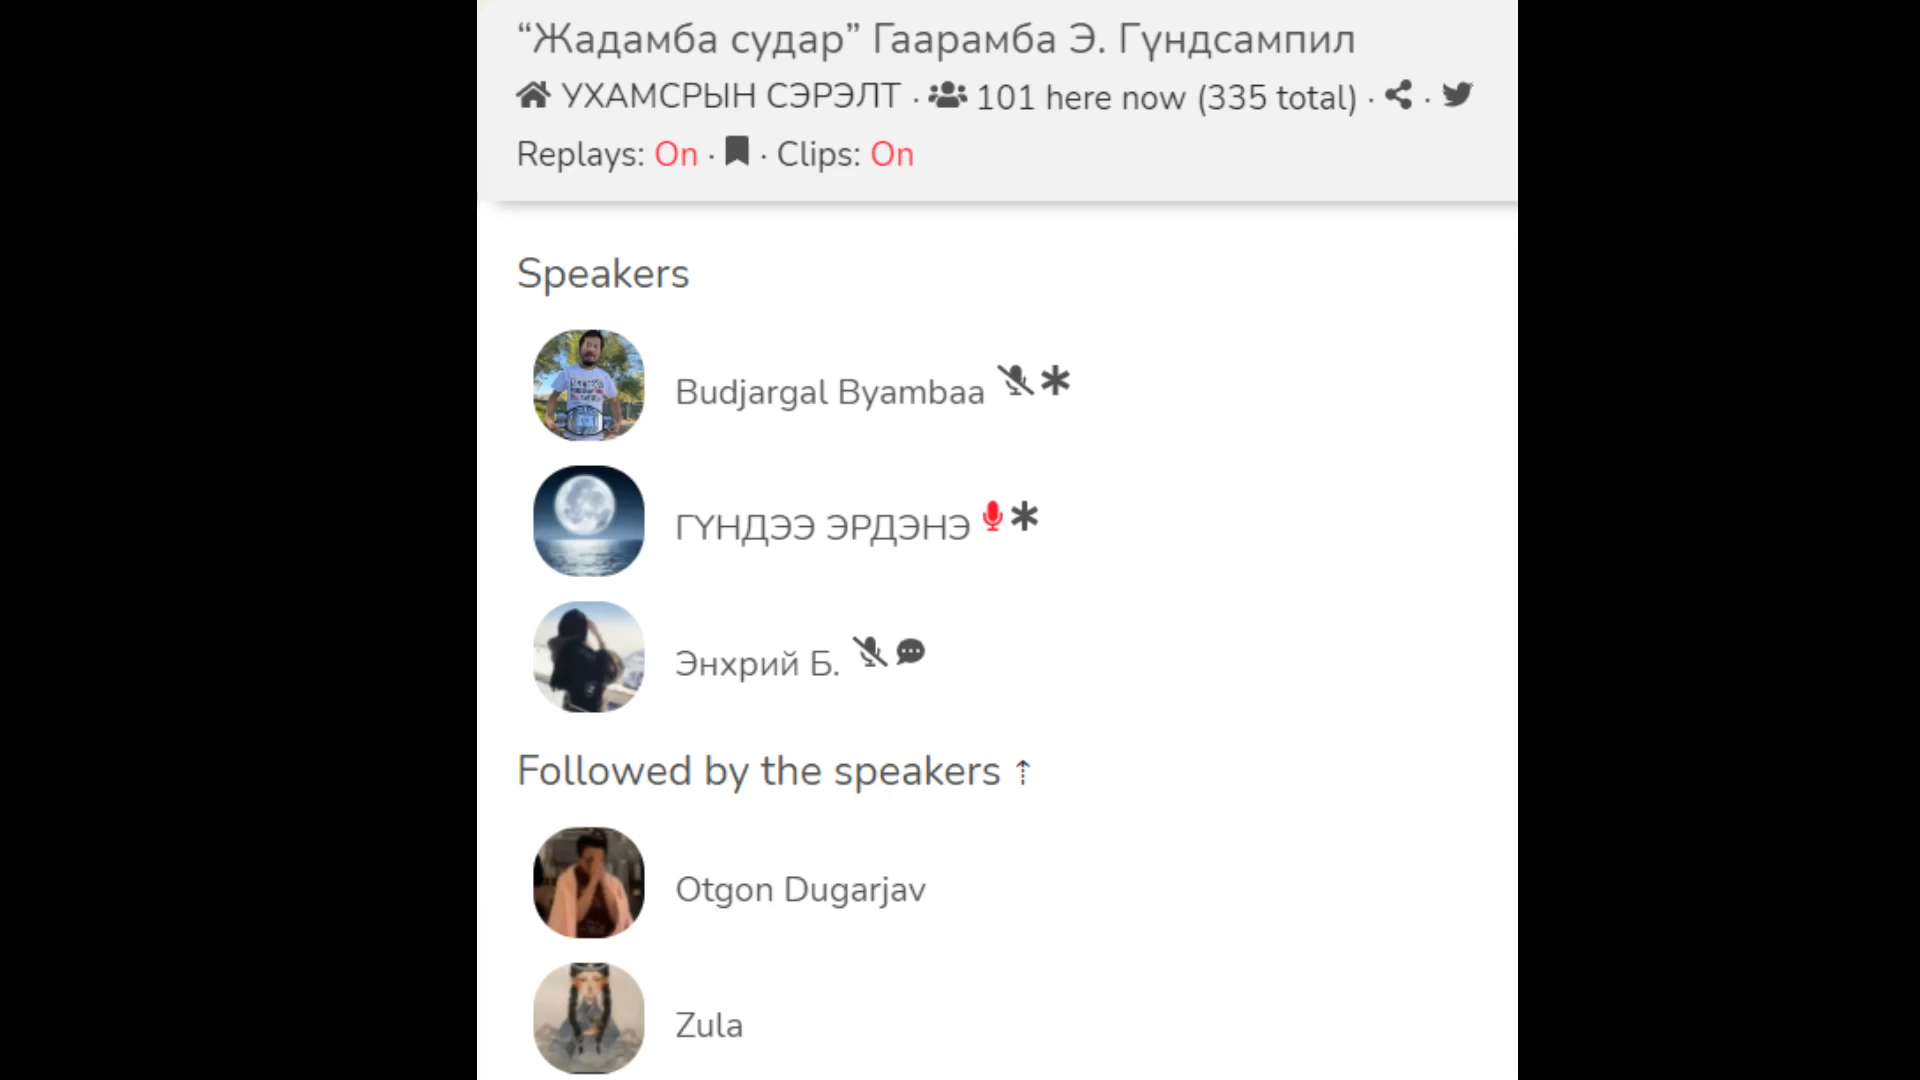 “Жадамба судар” Гаарамба Э. Гүндсампил
УХАМСРЫН СЭРЭЛТ · 101 here now (335 total) · ·
Replays: On · · Clips: On
Speakers
Budjargal Byambaa
ГҮНДЭЭ ЭРДЭНЭ
Энхрий Б.
Followed by the speakers ⇡
Otgon Dugarjav
Zula